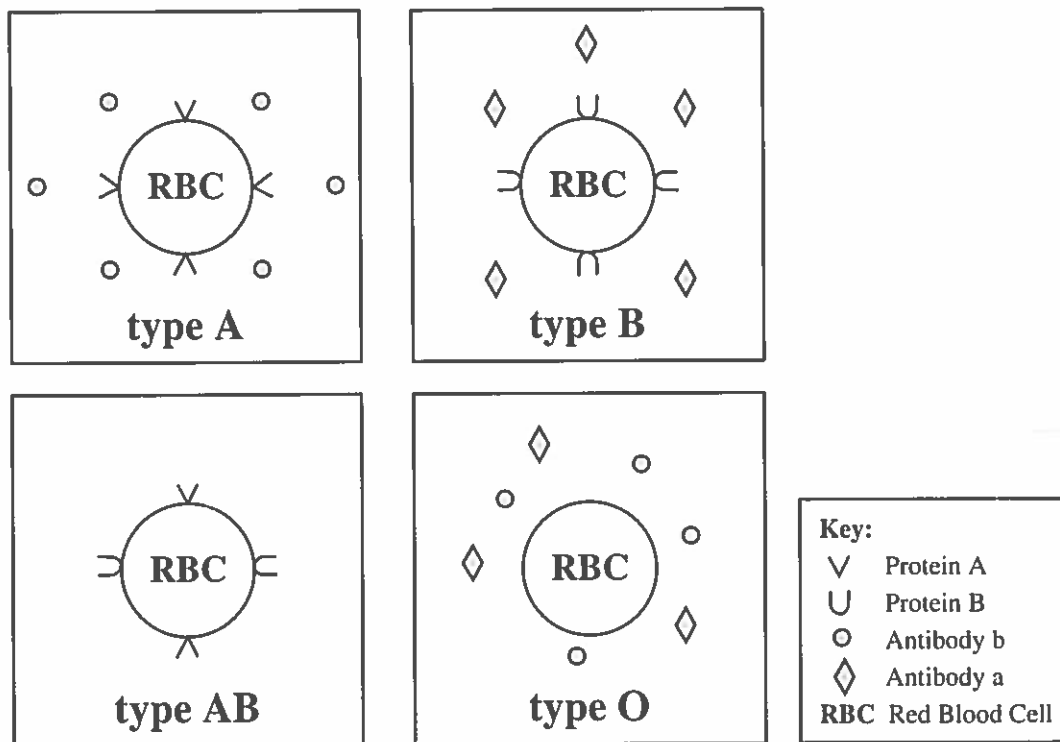 RBC
type A
RBC
type B
RBC
type AB
RBC
type O
Key:
Protein A
Protein B
Antibody b
Antibody a
RBC Red Blood Cell